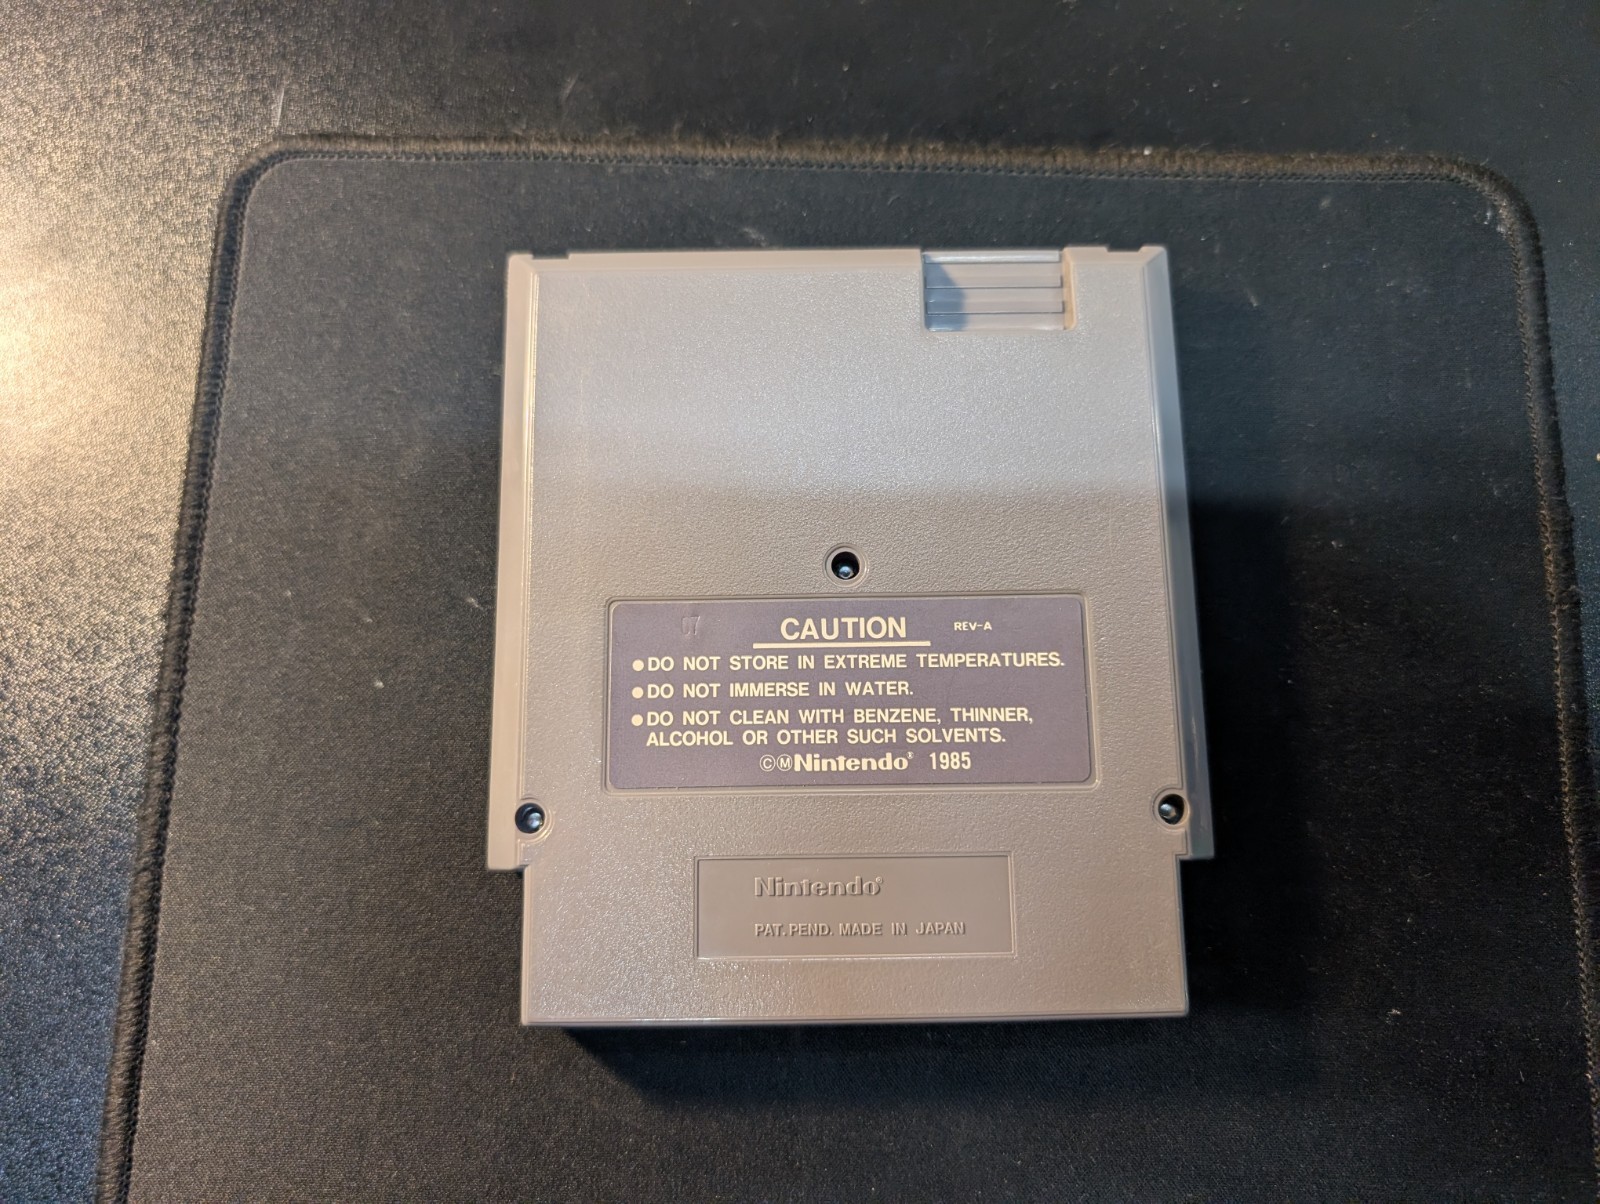 07
CAUTION REV-A
●DO NOT STORE IN EXTREME TEMPERATURES.
●DO NOT IMMERSE IN WATER.
●DO NOT CLEAN WITH BENZENE, THINNER,
ALCOHOL OR OTHER SUCH SOLVENTS.
©ⓂNintendo® 1985
Nintendo®
PAT. PEND. MADE IN JAPAN